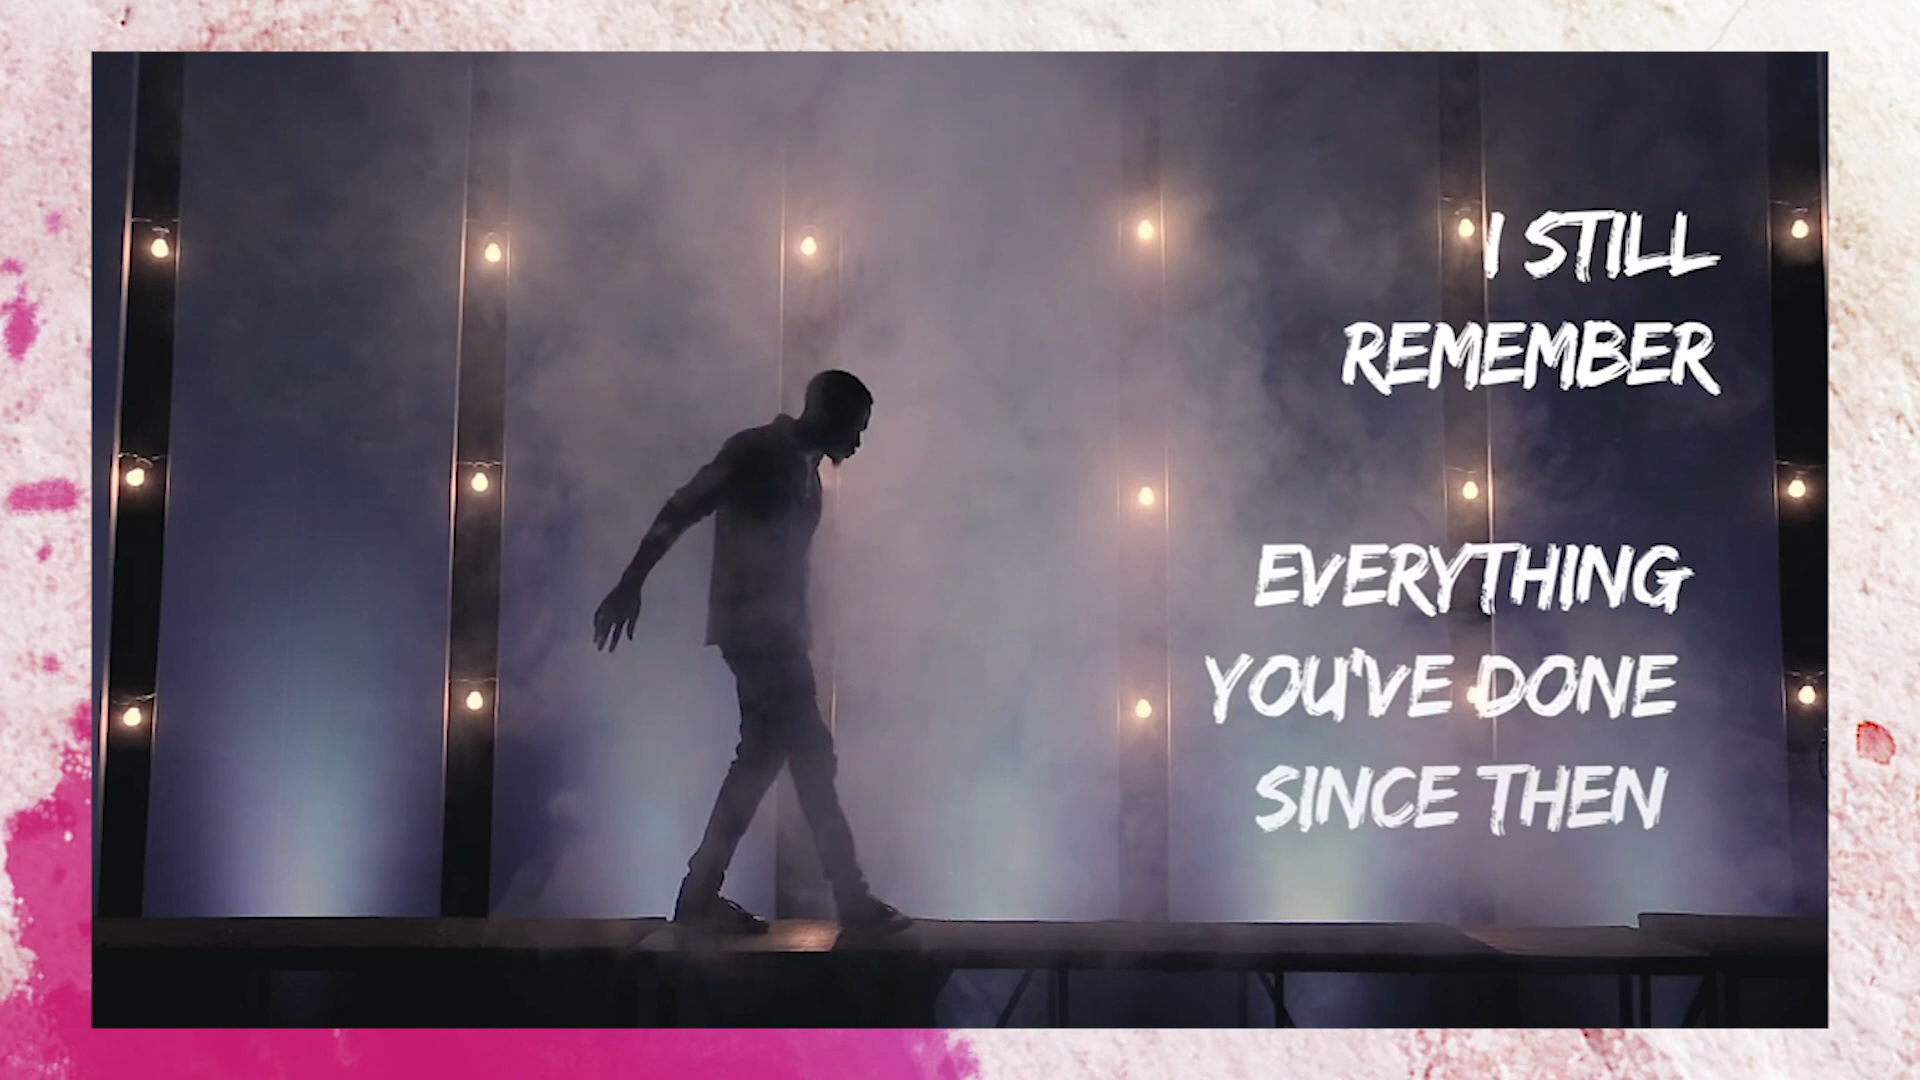 I STILL
REMEMBER
EVERYTHING
YOU'VE DONE
SINCE THEN